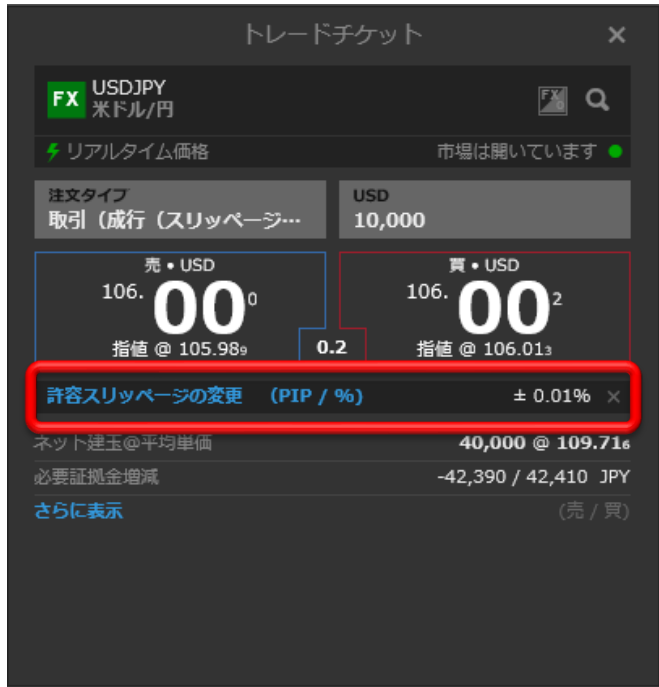 トレードチケット ×
FX USDJPY
米ドル/円
リアルタイム価格 市場は開いています
注文タイプ USD
取引（成行（スリッページ… 10,000
売 • USD 買 • USD
106. 00 0 106. 00 2
指値 @ 105.989 0.2 指値 @ 106.013
許容スリッページの変更 （PIP / %） ± 0.01% ×
ネット建玉@平均単価 40,000 @ 109.716
必要証拠金増減 -42,390 / 42,410 JPY
さらに表示 (売 / 買)